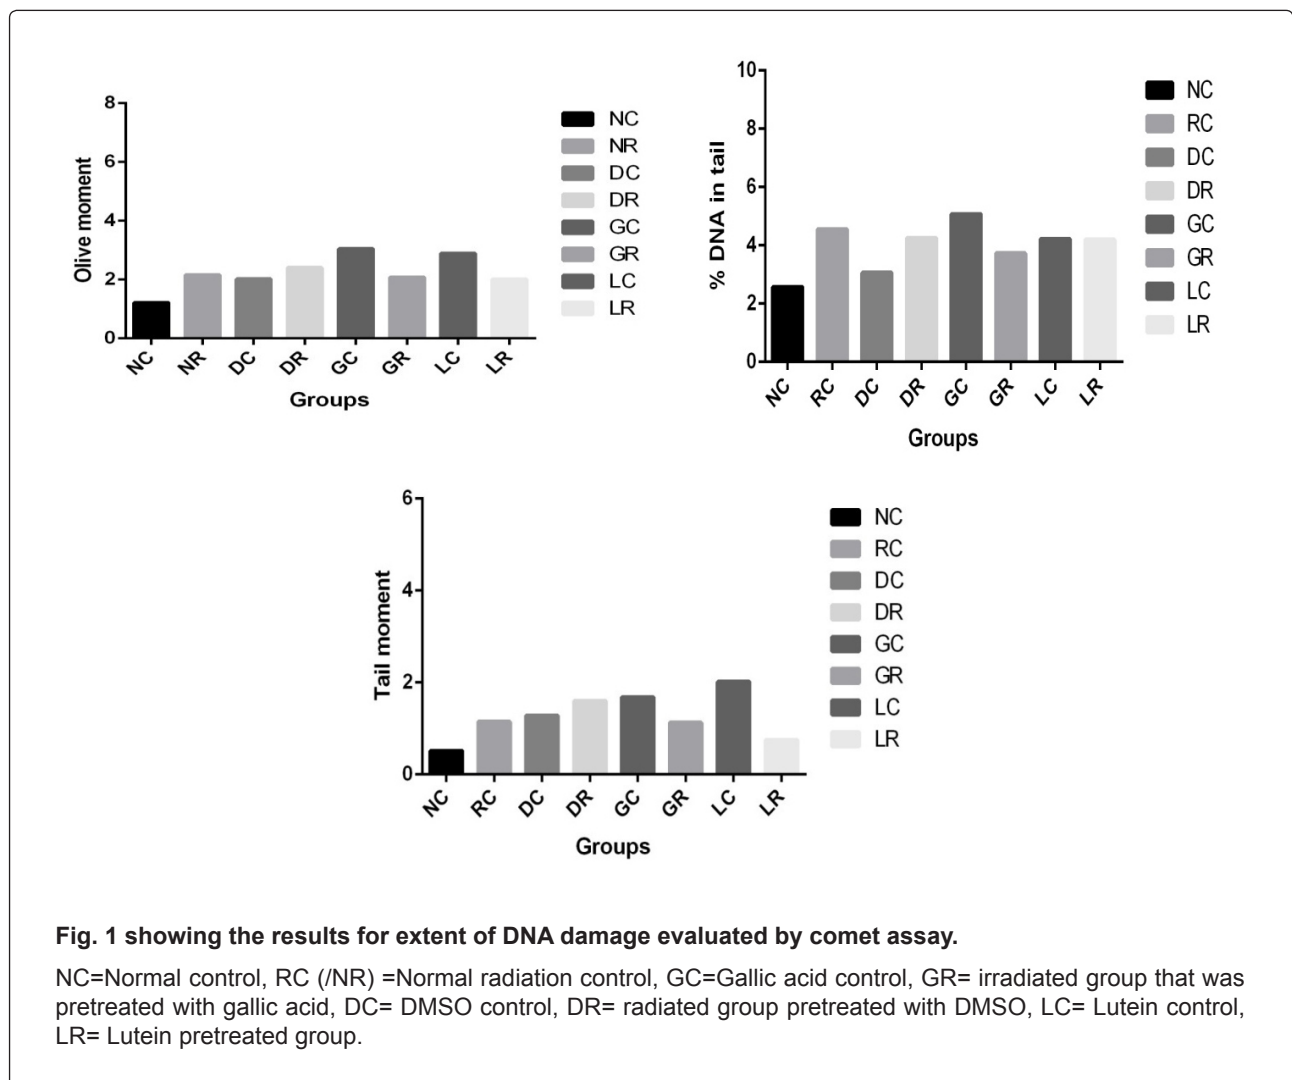 8
6
4
2
0
Olive moment
NC
NR
DC
DR
GC
GR
LC
LR
Groups
NC
NR
DC
DR
GC
GR
LC
LR
10
8
6
4
2
0
% DNA in tail
NC
RC
DC
DR
GC
GR
LC
LR
Groups
NC
RC
DC
DR
GC
GR
LC
LR
6
4
2
0
Tail moment
NC
RC
DC
DR
GC
GR
LC
LR
Groups
NC
RC
DC
DR
GC
GR
LC
LR
Fig. 1 showing the results for extent of DNA damage evaluated by comet assay.
NC=Normal control, RC (/NR) =Normal radiation control, GC=Gallic acid control, GR= irradiated group that was
pretreated with gallic acid, DC= DMSO control, DR= radiated group pretreated with DMSO, LC= Lutein control,
LR= Lutein pretreated group.